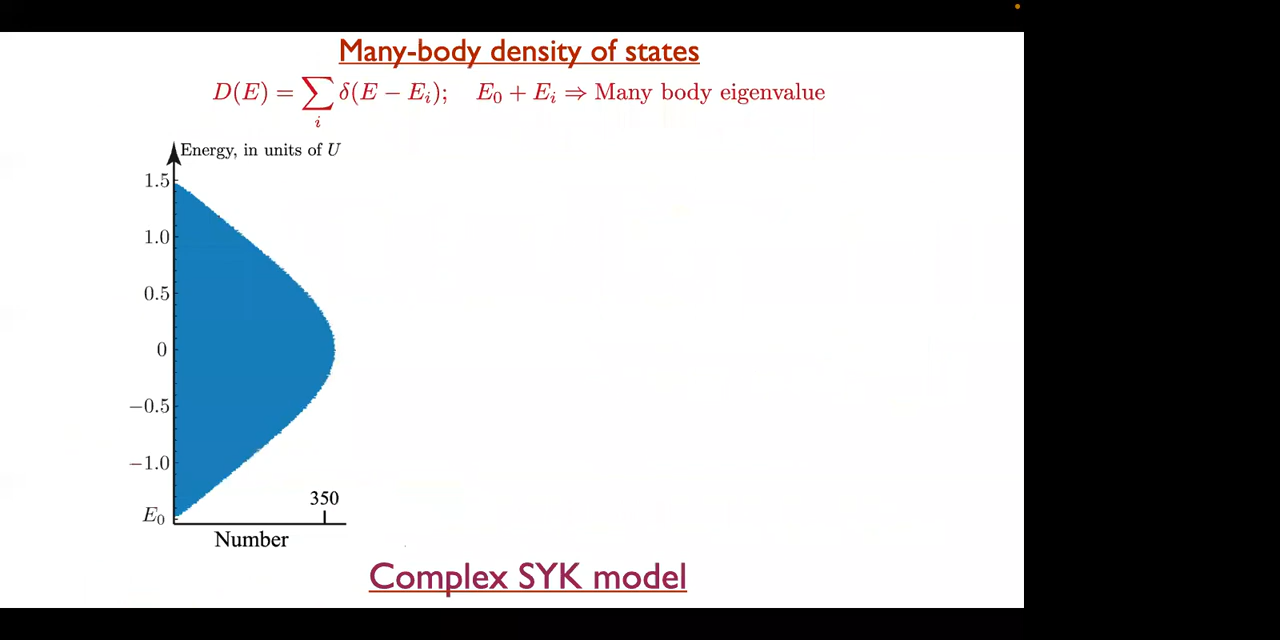 Many-body density of states
D(E) = ∑_i δ(E − E_i);   E_0 + E_i ⇒ Many body eigenvalue
Energy, in units of U
1.5
1.0
0.5
0
−0.5
−1.0
E_0
350
Number
Complex SYK model